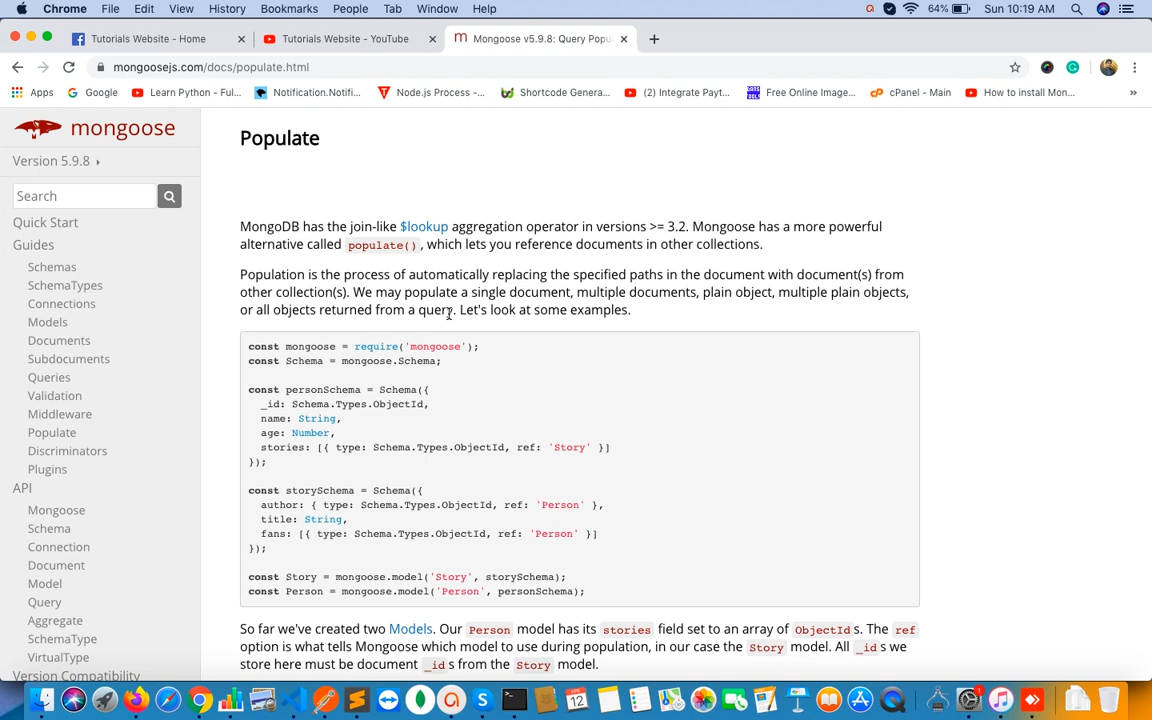 Chrome File Edit View History Bookmarks People Tab Window Help 64% Sun 10:19 AM
Tutorials Website - Home Tutorials Website - YouTube Mongoose v5.9.8: Query Popu
mongoosejs.com/docs/populate.html
Apps Google Learn Python - Ful... Notification.Notifi... Node.js Process -... Shortcode Genera... (2) Integrate Payt... Free Online Image... cPanel - Main How to install Mon... »
mongoose
Version 5.9.8
Search
Quick Start
Guides
Schemas
SchemaTypes
Connections
Models
Documents
Subdocuments
Queries
Validation
Middleware
Populate
Discriminators
Plugins
API
Mongoose
Schema
Connection
Document
Model
Query
Aggregate
SchemaType
VirtualType
Version Compatibility
Populate
MongoDB has the join-like $lookup aggregation operator in versions >= 3.2. Mongoose has a more powerful
alternative called populate(), which lets you reference documents in other collections.
Population is the process of automatically replacing the specified paths in the document with document(s) from
other collection(s). We may populate a single document, multiple documents, plain object, multiple plain objects,
or all objects returned from a query. Let's look at some examples.
const mongoose = require('mongoose');
const Schema = mongoose.Schema;
const personSchema = Schema({
_id: Schema.Types.ObjectId,
name: String,
age: Number,
stories: [{ type: Schema.Types.ObjectId, ref: 'Story' }]
});
const storySchema = Schema({
author: { type: Schema.Types.ObjectId, ref: 'Person' },
title: String,
fans: [{ type: Schema.Types.ObjectId, ref: 'Person' }]
});
const Story = mongoose.model('Story', storySchema);
const Person = mongoose.model('Person', personSchema);
So far we've created two Models. Our Person model has its stories field set to an array of ObjectIds. The ref
option is what tells Mongoose which model to use during population, in our case the Story model. All _ids we
store here must be document _ids from the Story model.